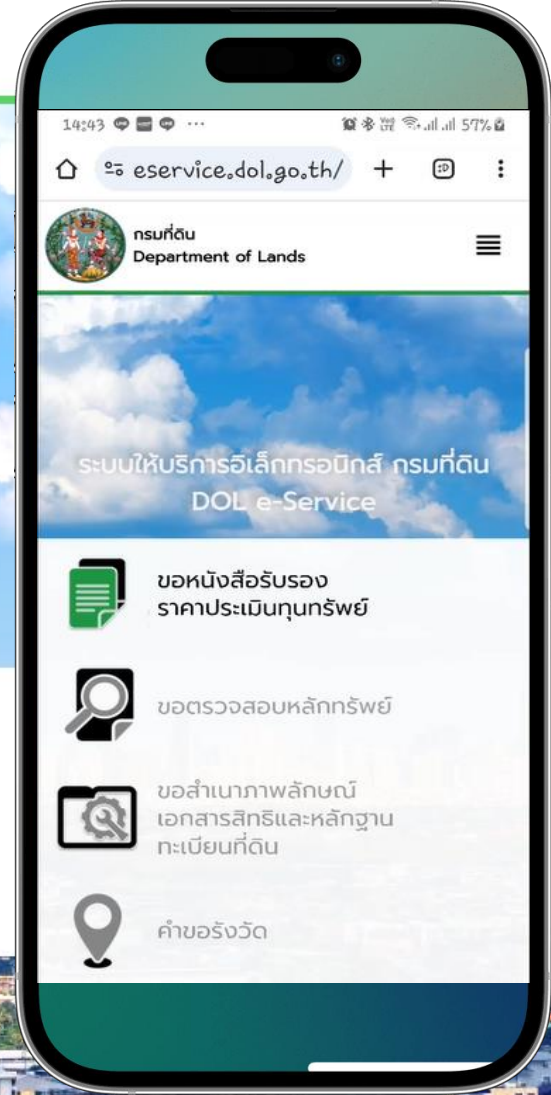 14:43 ... 57%
eservice.dol.go.th/
กรมที่ดิน
Department of Lands
ระบบให้บริการอิเล็กทรอนิกส์ กรมที่ดิน
DOL e-Service
ขอหนังสือรับรอง
ราคาประเมินทุนทรัพย์
ขอตรวจสอบหลักทรัพย์
ขอสำเนาภาพลักษณ์
เอกสารสิทธิและหลักฐาน
ทะเบียนที่ดิน
คำขอรังวัด